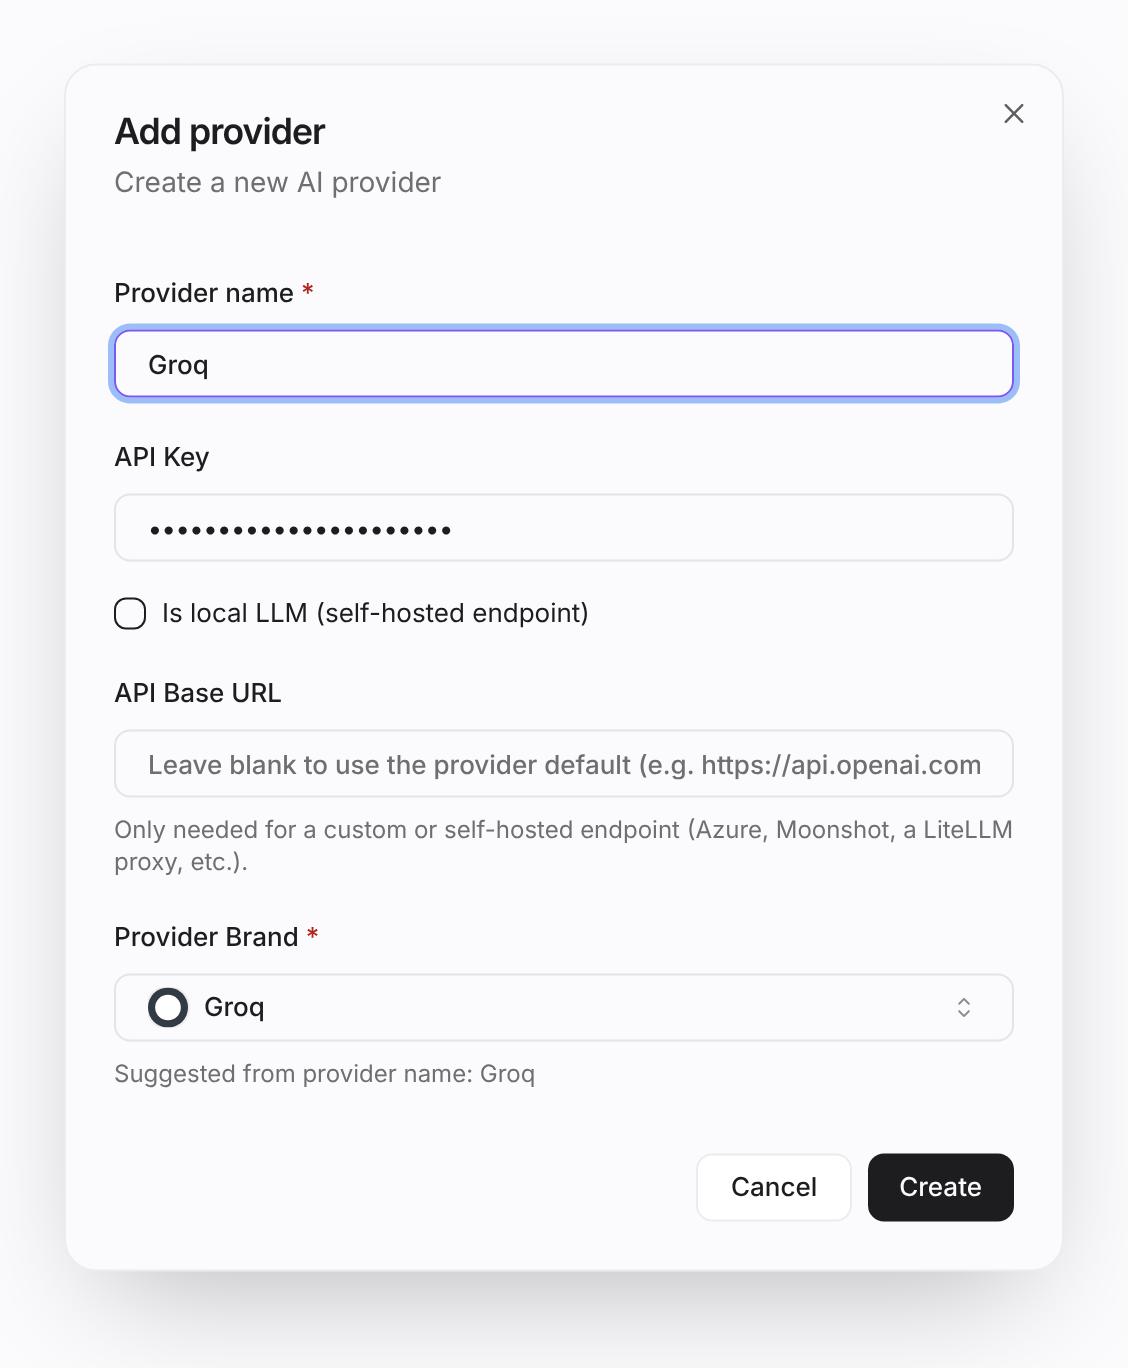 Add provider
Create a new AI provider
Provider name *
Groq
API Key
••••••••••••••••••••••
Is local LLM (self-hosted endpoint)
API Base URL
Leave blank to use the provider default (e.g. https://api.openai.com
Only needed for a custom or self-hosted endpoint (Azure, Moonshot, a LiteLLM
proxy, etc.).
Provider Brand *
Groq
Suggested from provider name: Groq
Cancel
Create